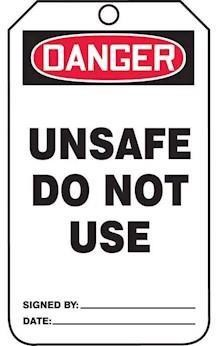 DANGER
UNSAFE
DO NOT
USE
SIGNED BY:
DATE: